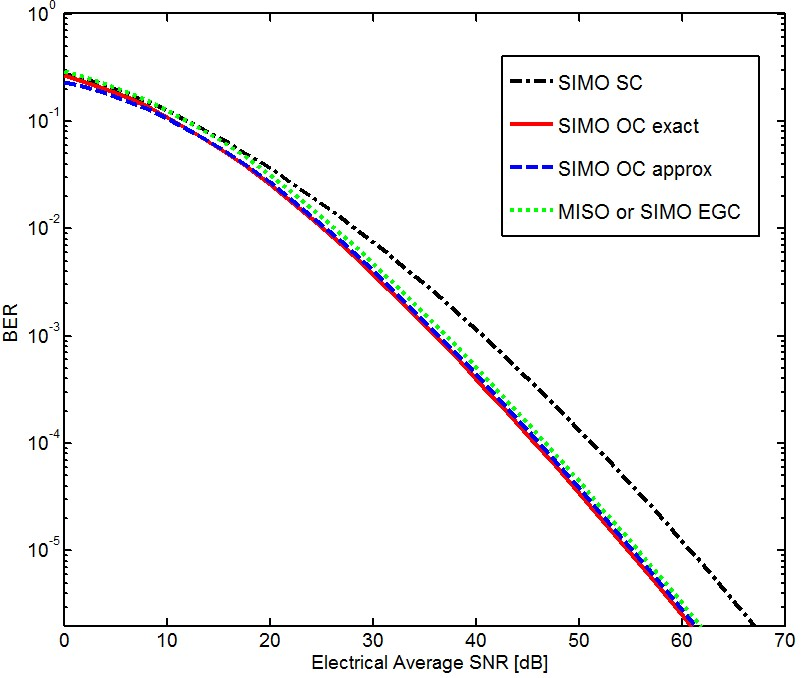 10^0
10^-1
10^-2
10^-3
10^-4
10^-5
BER
SIMO SC
SIMO OC exact
SIMO OC approx
MISO or SIMO EGC
0 10 20 30 40 50 60 70
Electrical Average SNR [dB]